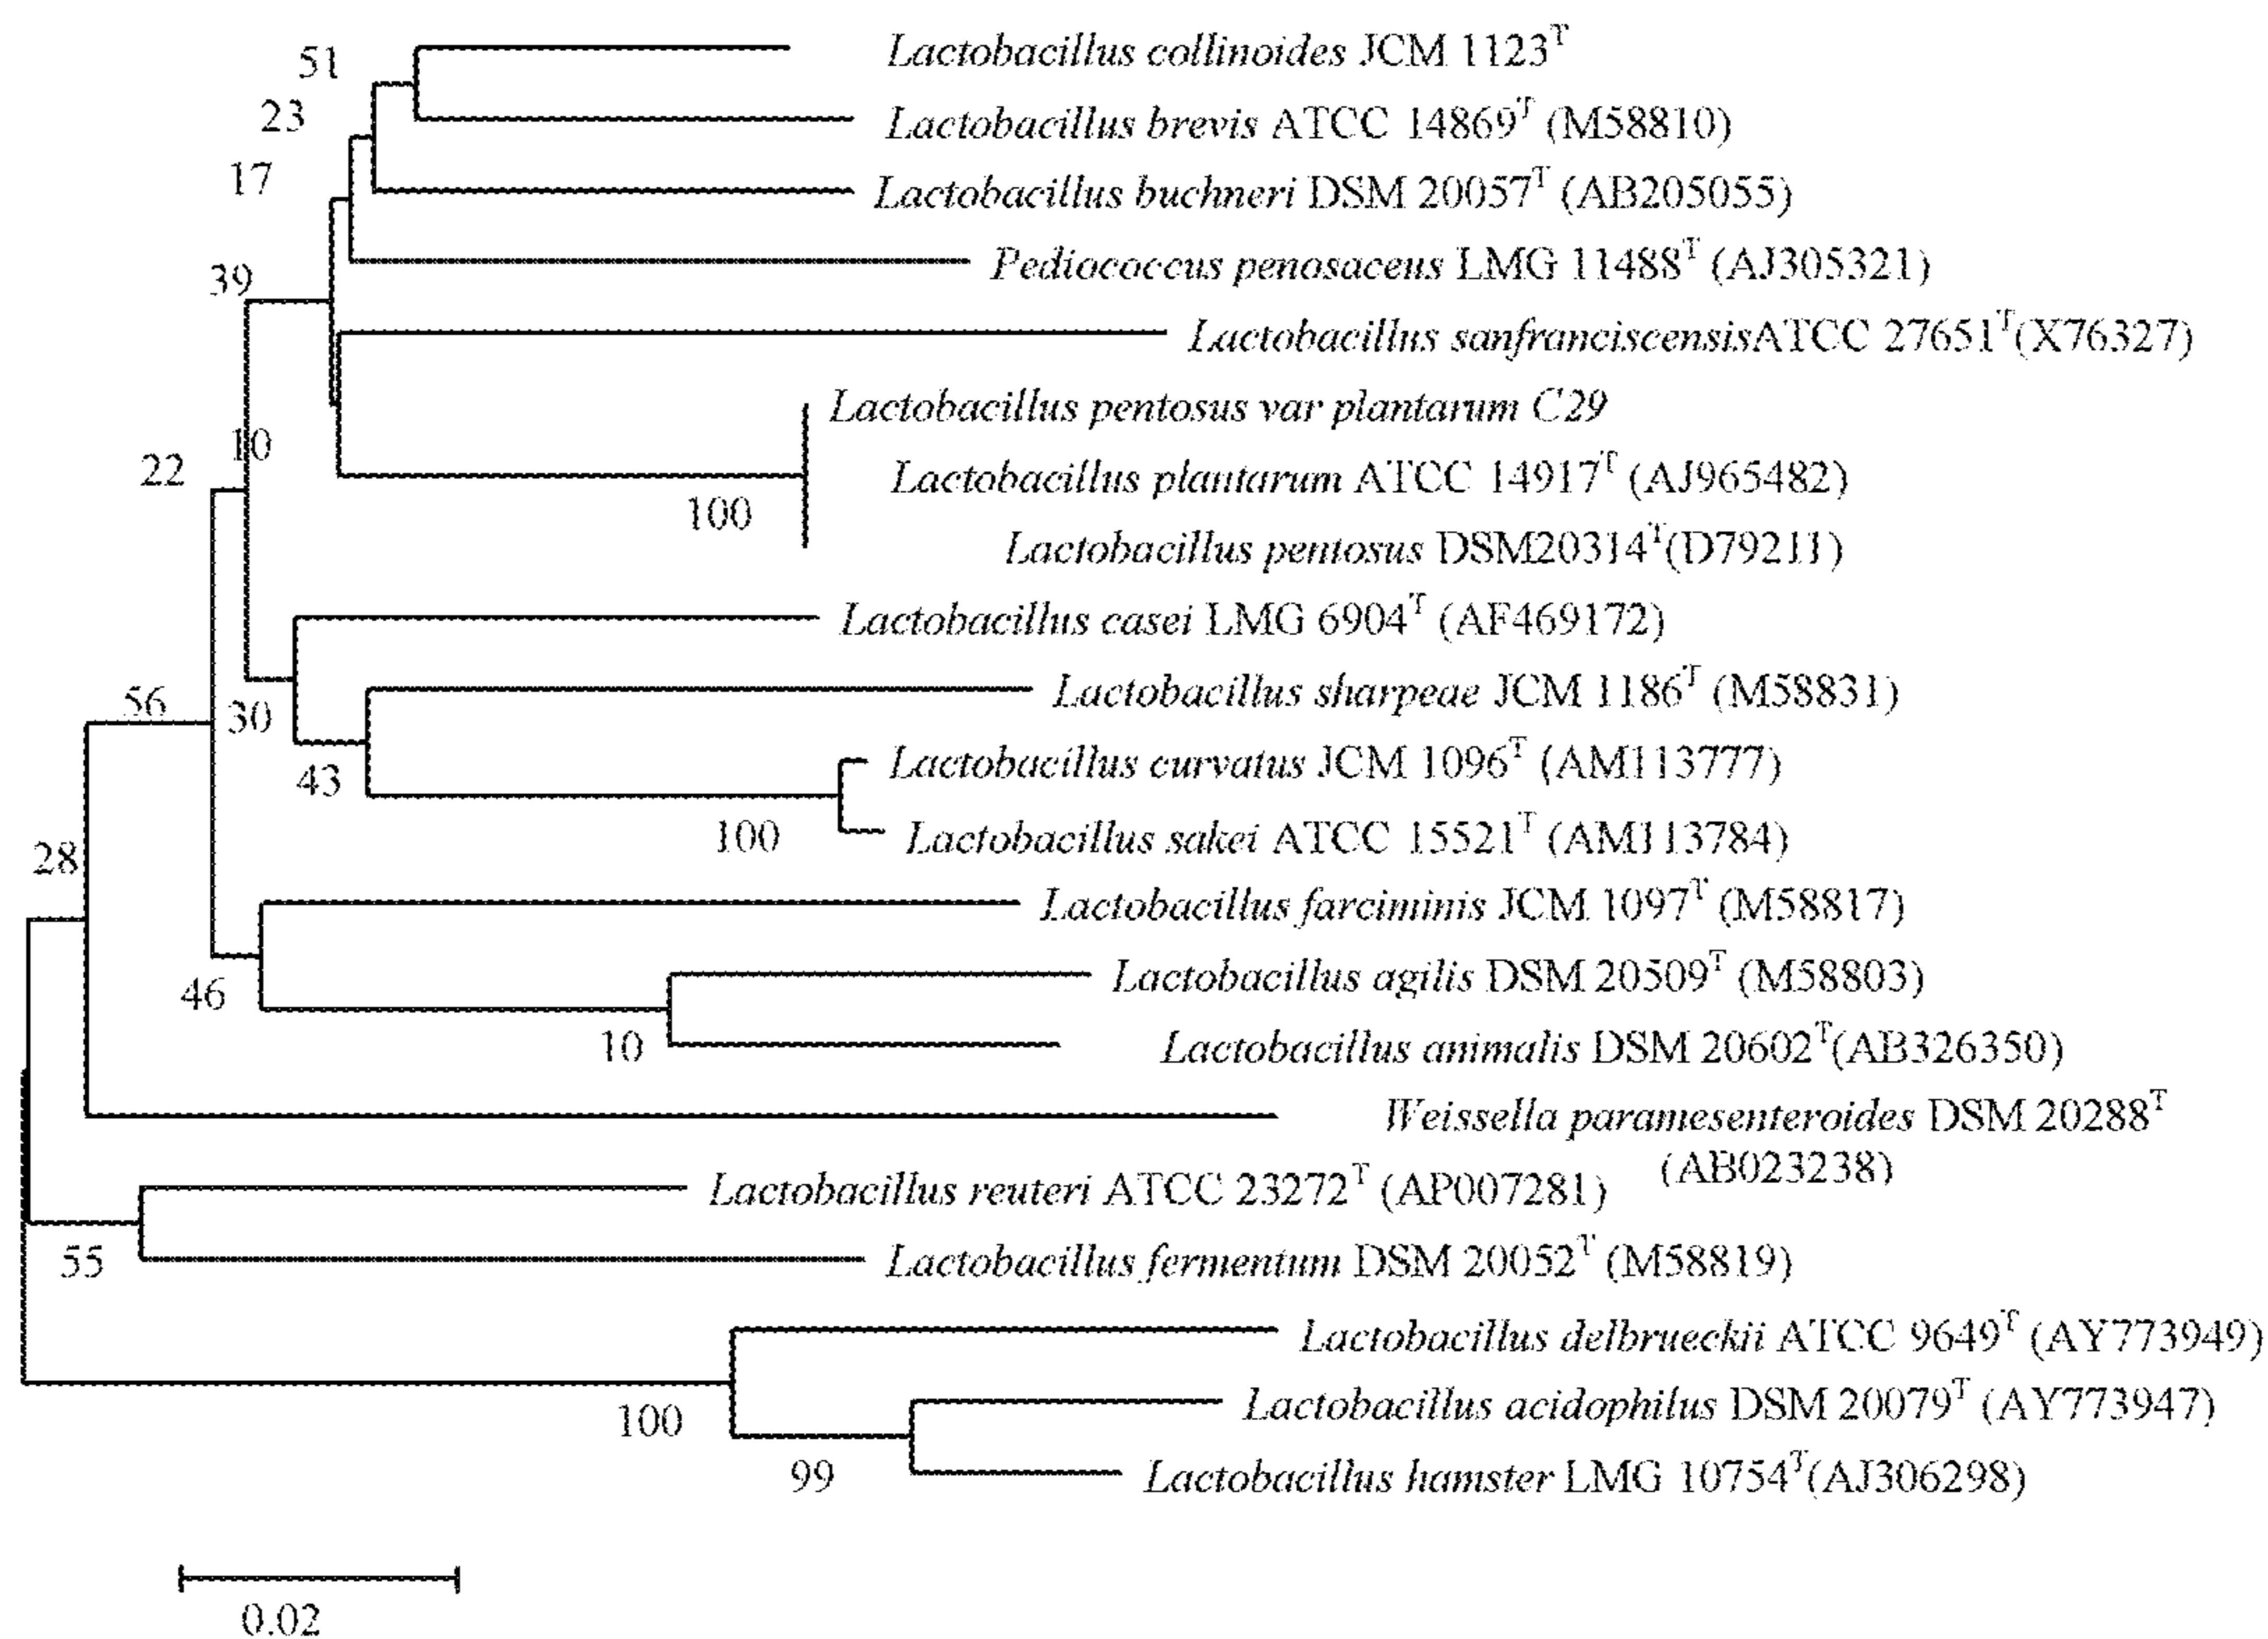 51
Lactobacillus collinoides JCM 1123T
23
Lactobacillus brevis ATCC 14869T (M58810)
17
Lactobacillus buchneri DSM 20057T (AB205055)
Pediococcus penosaceus LMG 11488T (AJ305321)
39
Lactobacillus sanfranciscensisATCC 27651T(X76327)
Lactobacillus pentosus var plantarum C29
10
22
Lactobacillus plantarum ATCC 14917T (AJ965482)
100
Lactobacillus pentosus DSM20314T(D79211)
Lactobacillus casei LMG 6904T (AF469172)
Lactobacillus sharpeae JCM 1186T (M58831)
56
30
Lactobacillus curvatus JCM 1096T (AM113777)
43
100
Lactobacillus sakei ATCC 15521T (AM113784)
28
Lactobacillus farciminis JCM 1097T (M58817)
Lactobacillus agilis DSM 20509T (M58803)
46
10
Lactobacillus animalis DSM 20602T(AB326350)
Weissella paramesenteroides DSM 20288T
(AB023238)
Lactobacillus reuteri ATCC 23272T (AP007281)
55
Lactobacillus fermentum DSM 20052T (M58819)
Lactobacillus delbrueckii ATCC 9649T (AY773949)
Lactobacillus acidophilus DSM 20079T (AY773947)
100
99
Lactobacillus hamster LMG 10754T(AJ306298)
0.02